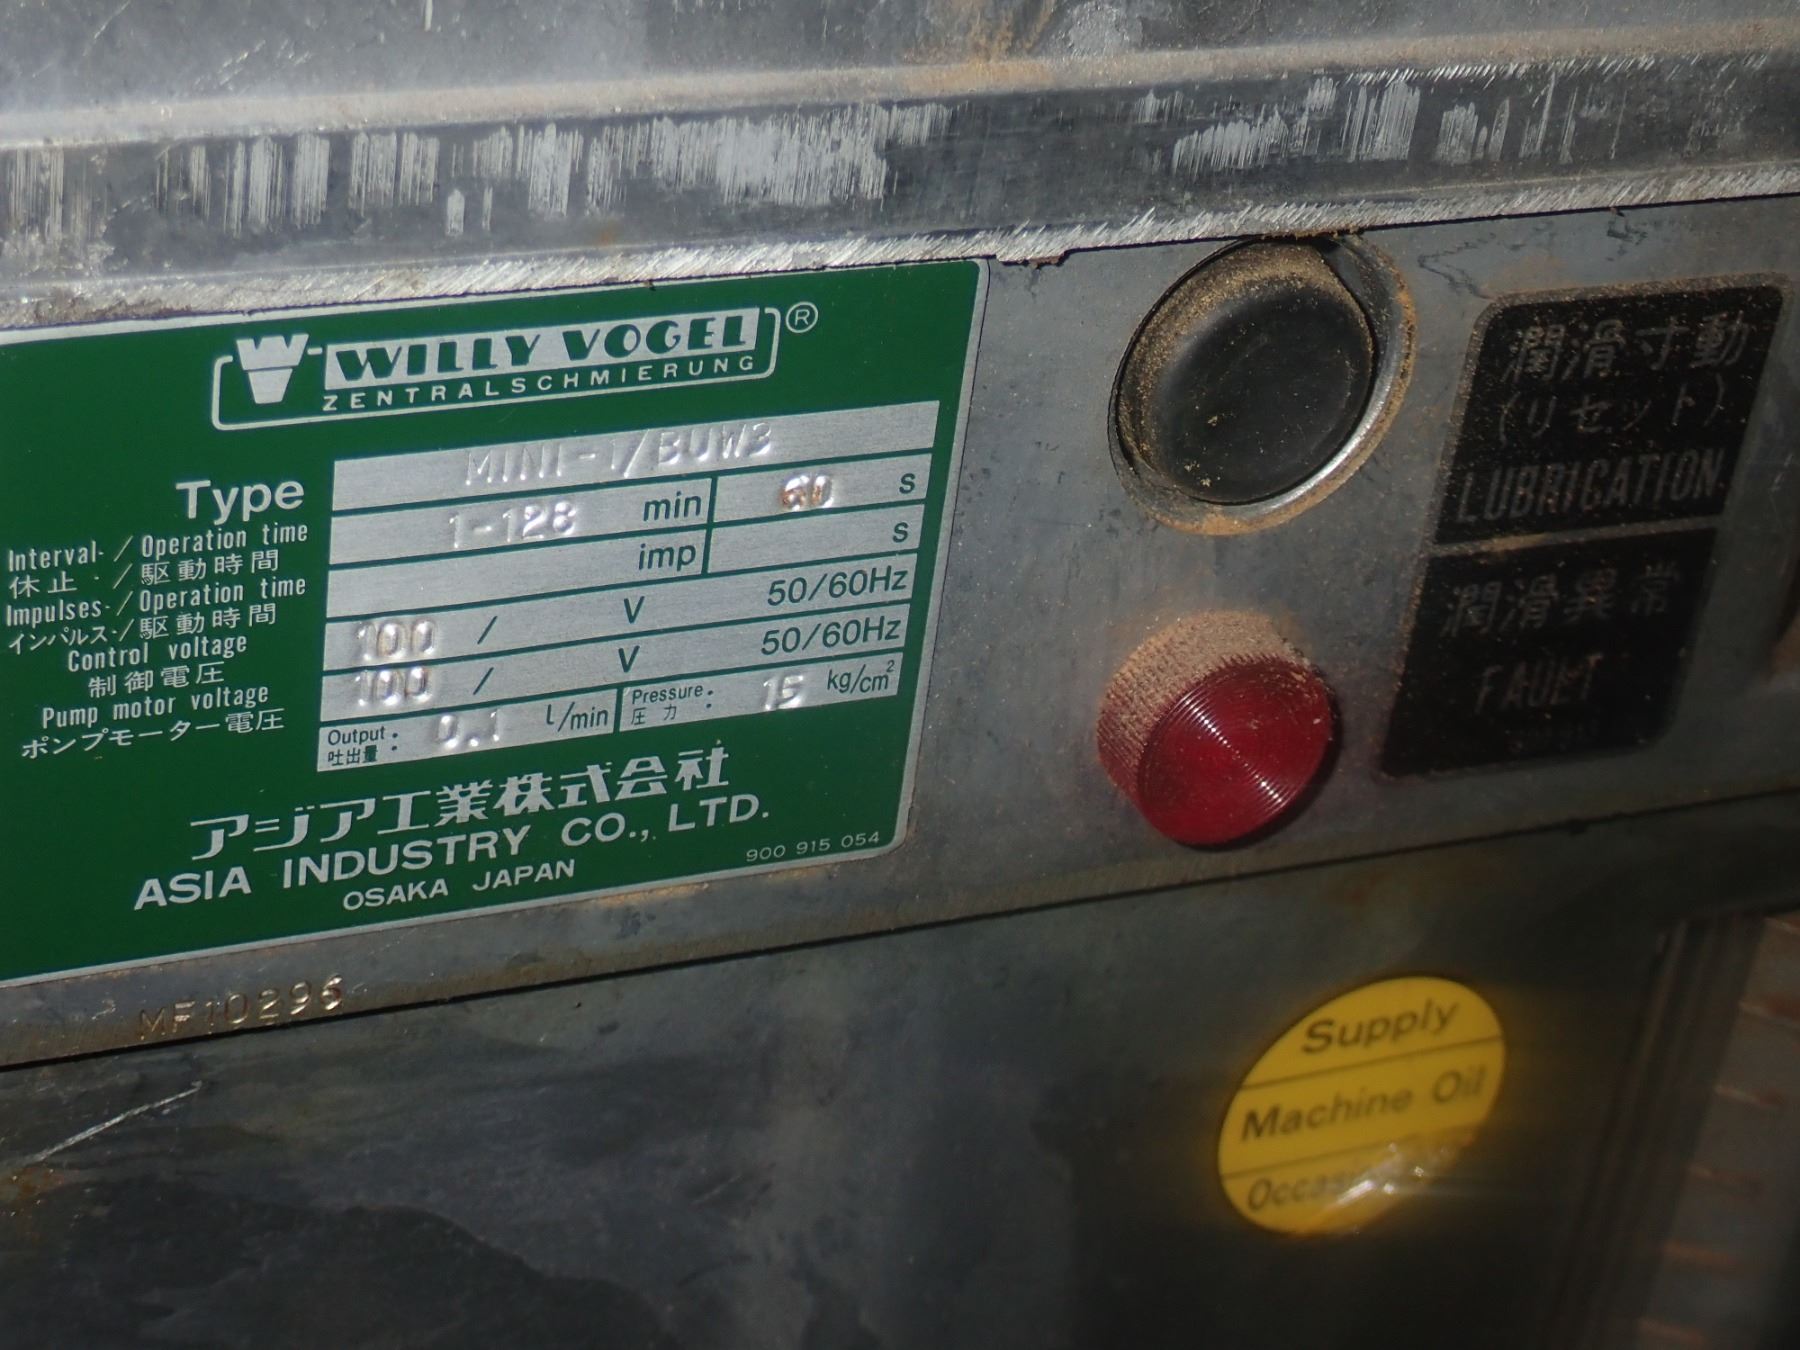 WILLY VOGEL ®
ZENTRALSCHMIERUNG
Type MINI-1/BUW3
Interval-/Operation time 1-128 min 60 s
休止・/駆動時間
Impulses-/Operation time imp s
インパルス・/駆動時間
Control voltage 100 / V 50/60Hz
制御電圧
Pump motor voltage 100 / V 50/60Hz
ポンプモーター電圧
Output: 0.1 l/min Pressure: 15 kg/cm²
吐出量 圧力
アジア工業株式会社
ASIA INDUSTRY CO., LTD.
OSAKA JAPAN
900 915 054
MF10296
潤滑寸動
(リセット)
LUBRICATION
潤滑異常
FAULT
Supply
Machine Oil